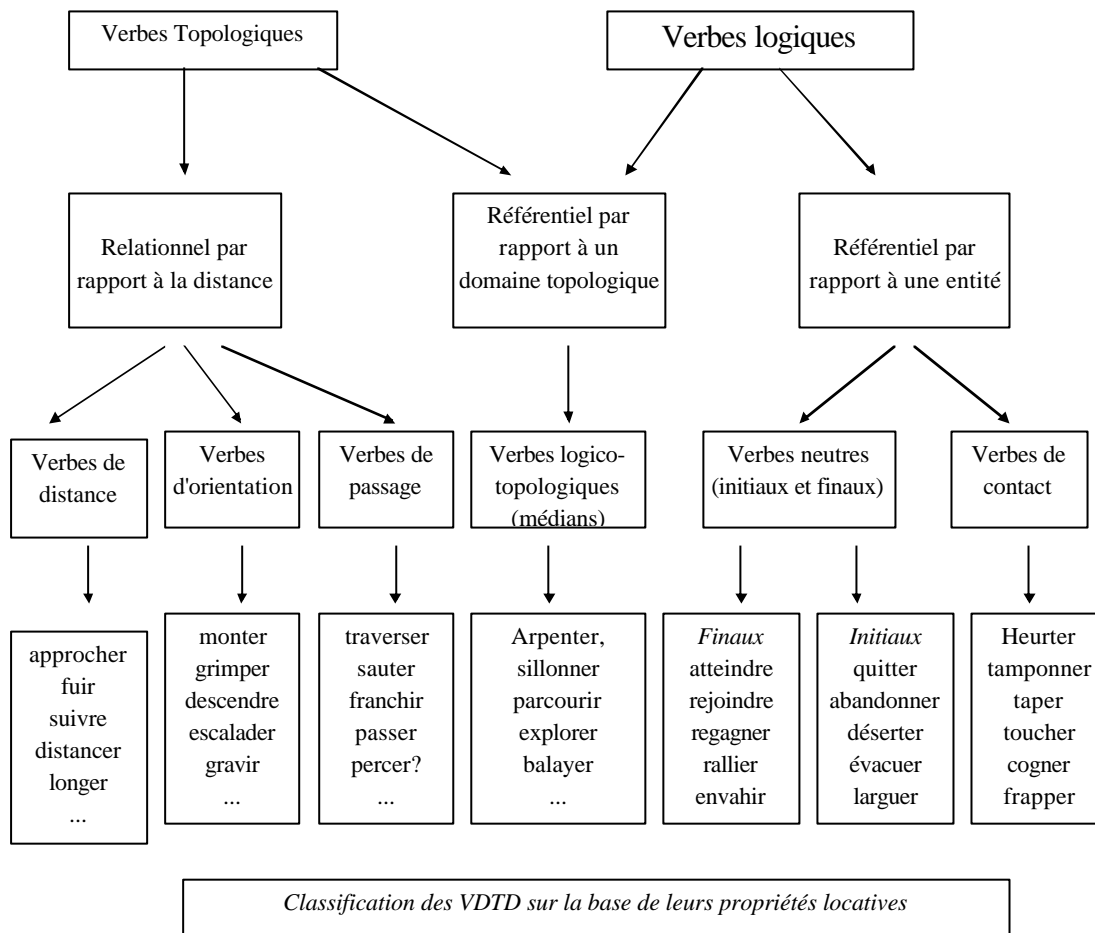 Verbes Topologiques
Verbes logiques
Relationnel par
rapport à la distance
Référentiel par
rapport à un
domaine topologique
Référentiel par
rapport à une entité
Verbes de
distance
Verbes
d'orientation
Verbes de
passage
Verbes logico-
topologiques
(médians)
Verbes neutres
(initiaux et finaux)
Verbes de
contact
approcher
fuir
suivre
distancer
longer
...
monter
grimper
descendre
escalader
gravir
...
traverser
sauter
franchir
passer
percer?
...
Arpenter,
sillonner
parcourir
explorer
balayer
...
Finaux
atteindre
rejoindre
regagner
rallier
envahir
Initiaux
quitter
abandonner
déserter
évacuer
larguer
Heurter
tamponner
taper
toucher
cogner
frapper
Classification des VDTD sur la base de leurs propriétés locatives